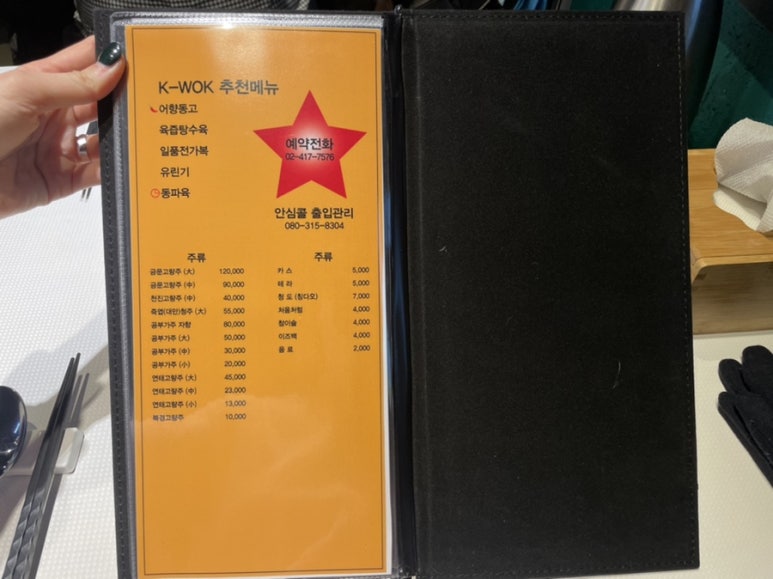 K-WOK 추천메뉴
어향동고
육즙탕수육
일품전가복
유린기
동파육
예약전화
02-417-7576
안심콜 출입관리
080-315-8304
주류
금문고량주 (大) 120,000
금문고량주 (中) 90,000
천진고량주 (中) 40,000
죽엽(대만)청주 (大) 55,000
공부가주 자향 80,000
공부가주 (大) 50,000
공부가주 (中) 30,000
공부가주 (小) 20,000
연태고량주 (大) 45,000
연태고량주 (中) 23,000
연태고량주 (小) 13,000
북경고량주 10,000
주류
카 스 5,000
테 라 5,000
청 도 (칭다오) 7,000
처음처럼 4,000
참이슬 4,000
이즈백 4,000
음 료 2,000